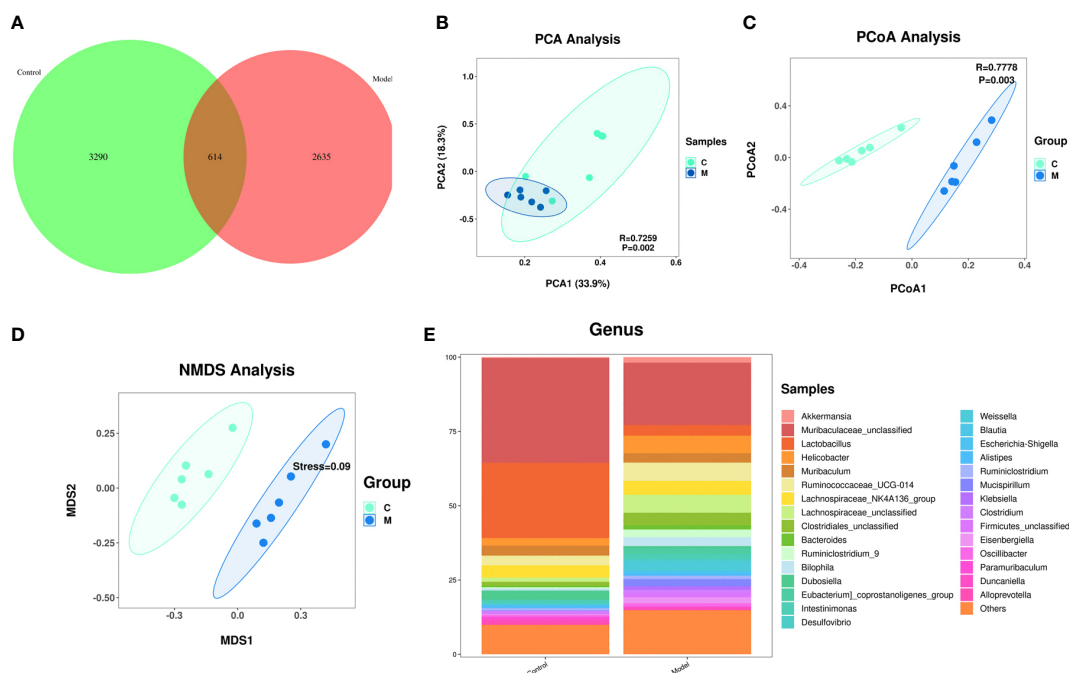 A
Control
Model
3290
614
2635
B
PCA Analysis
1.0
0.5
0.0
-0.5
PCA2 (18.3%)
0.2
0.4
0.6
PCA1 (33.9%)
R=0.7259
P=0.002
Samples
C
M
C
PCoA Analysis
R=0.7778
P=0.003
0.4
0.0
-0.4
PCoA2
-0.4
-0.2
0.0
0.2
0.4
PCoA1
Group
C
M
D
NMDS Analysis
0.25
0.00
-0.25
-0.50
MDS2
Stress=0.09
-0.3
0.0
0.3
MDS1
Group
C
M
E
Genus
100
75
50
25
0
Control
Model
Samples
Akkermansia
Muribaculaceae_unclassified
Lactobacillus
Helicobacter
Muribaculum
Ruminococcaceae_UCG-014
Lachnospiraceae_NK4A136_group
Lachnospiraceae_unclassified
Clostridiales_unclassified
Bacteroides
Ruminiclostridium_9
Bilophila
Dubosiella
Eubacterium]_coprostanoligenes_group
Intestinimonas
Desulfovibrio
Weissella
Blautia
Escherichia-Shigella
Alistipes
Ruminiclostridium
Mucispirillum
Klebsiella
Clostridium
Firmicutes_unclassified
Eisenbergiella
Oscillibacter
Paramuribaculum
Duncaniella
Alloprevotella
Others